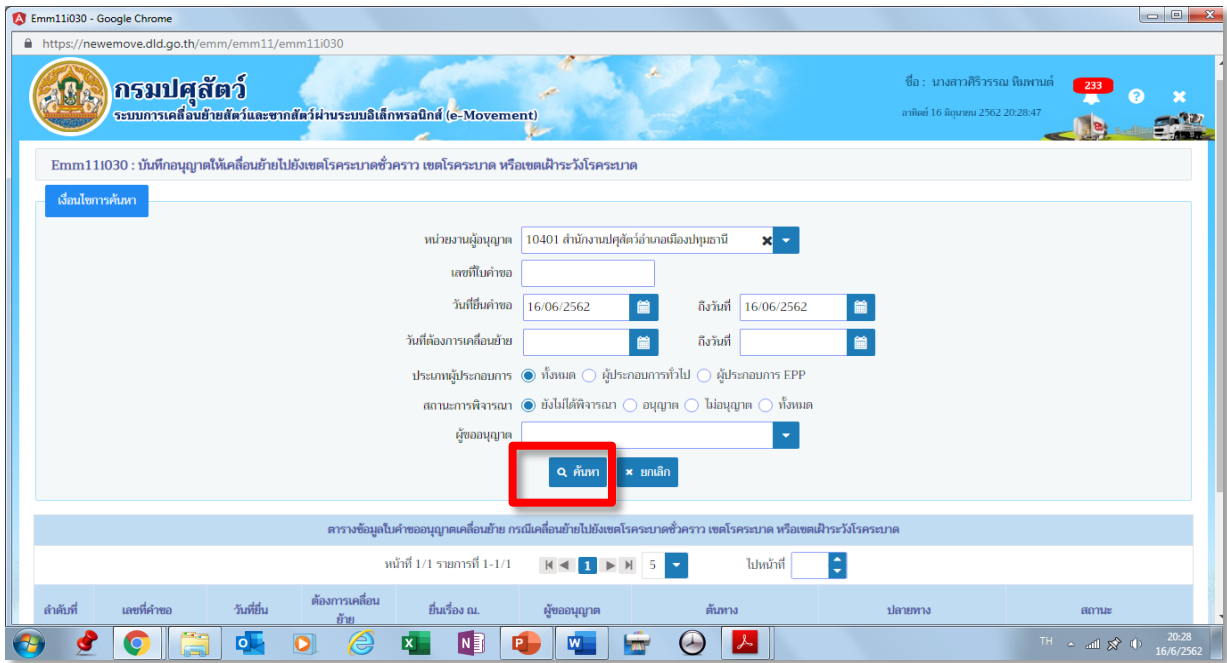 Emm11i030 - Google Chrome
https://newemove.dld.go.th/emm/emm11/emm11i030
กรมปศุสัตว์
ระบบการเคลื่อนย้ายสัตว์และซากสัตว์ผ่านระบบอิเล็กทรอนิกส์ (e-Movement)
ชื่อ : นางสาวศิริวรรณ พิมพานต์
233
อาทิตย์ 16 มิถุนายน 2562 20:28:47
Emm11i030 : บันทึกอนุญาตให้เคลื่อนย้ายไปยังเขตโรคระบาดชั่วคราว เขตโรคระบาด หรือเขตเฝ้าระวังโรคระบาด
เงื่อนไขการค้นหา
หน่วยงานผู้อนุญาต 10401 สำนักงานปศุสัตว์อำเภอเมืองปทุมธานี
เลขที่ใบคำขอ
วันที่ยื่นคำขอ 16/06/2562 ถึงวันที่ 16/06/2562
วันที่ต้องการเคลื่อนย้าย ถึงวันที่
ประเภทผู้ประกอบการ ทั้งหมด ผู้ประกอบการทั่วไป ผู้ประกอบการ EPP
สถานะการพิจารณา ยังไม่ได้พิจารณา อนุญาต ไม่อนุญาต ทั้งหมด
ผู้ขออนุญาต
ค้นหา ยกเลิก
ตารางข้อมูลใบคำขออนุญาตเคลื่อนย้าย กรณีเคลื่อนย้ายไปยังเขตโรคระบาดชั่วคราว เขตโรคระบาด หรือเขตเฝ้าระวังโรคระบาด
หน้าที่ 1/1 รายการที่ 1-1/1 1 5 ไปหน้าที่
ลำดับที่ เลขที่คำขอ วันที่ยื่น ต้องการเคลื่อนย้าย ยื่นเรื่อง ณ. ผู้ขออนุญาต ต้นทาง ปลายทาง สถานะ
TH 20:28
16/6/2562